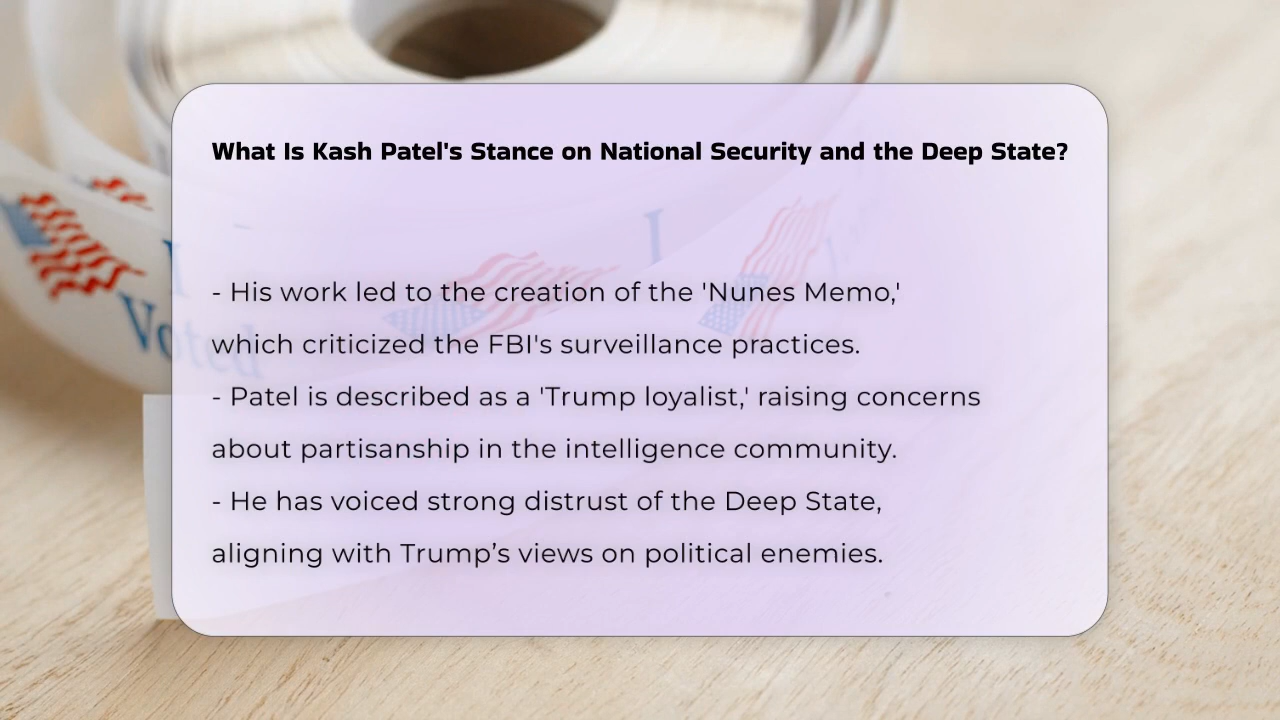 What Is Kash Patel's Stance on National Security and the Deep State?
- His work led to the creation of the 'Nunes Memo,'
which criticized the FBI's surveillance practices.
- Patel is described as a 'Trump loyalist,' raising concerns
about partisanship in the intelligence community.
- He has voiced strong distrust of the Deep State,
aligning with Trump’s views on political enemies.
I
Voted
I